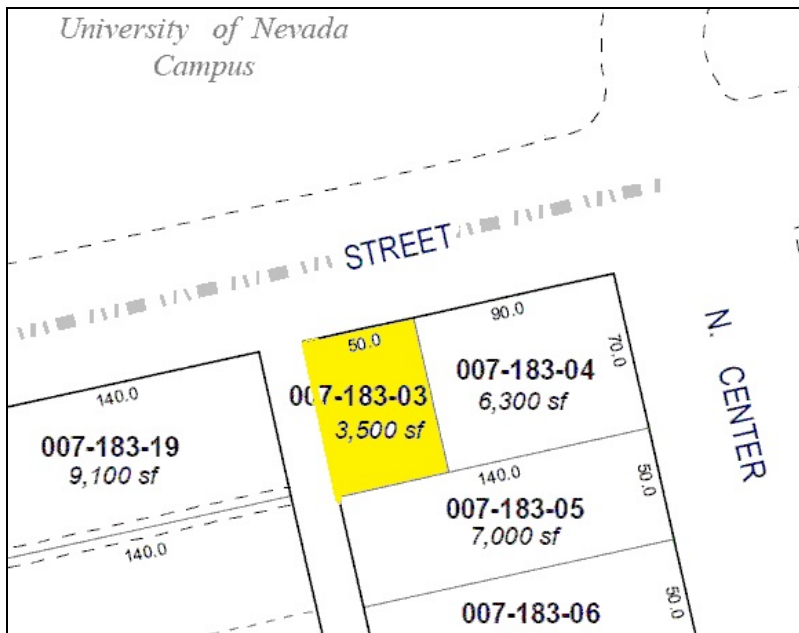 University of Nevada
Campus
STREET
N. CENTER
50.0
90.0
70.0
007-183-03
3,500 sf
007-183-04
6,300 sf
140.0
007-183-19
9,100 sf
140.0
007-183-05
7,000 sf
50.0
140.0
007-183-06
50.0